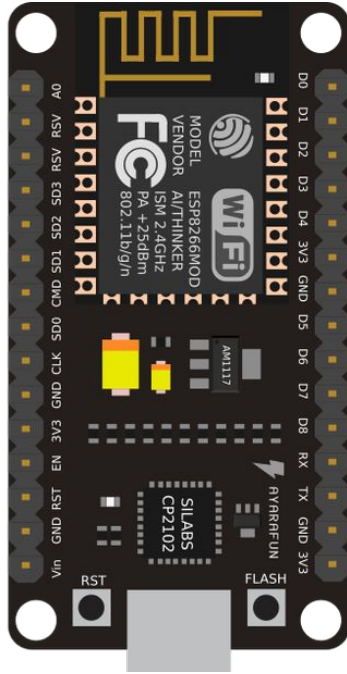 A0
RSV
RSV
SD3
SD2
SD1
CMD
SD0
CLK
GND
3V3
EN
RST
GND
Vin
D0
D1
D2
D3
D4
3V3
GND
D5
D6
D7
D8
RX
TX
GND
3V3
MODEL
VENDOR
ESP8266MOD
AI/THINKER
ISM 2.4GHz
PA +25dBm
802.11b/g/n
FC
WiFi
AM1117
SILABS
CP2102
AYARAFUN
RST
FLASH